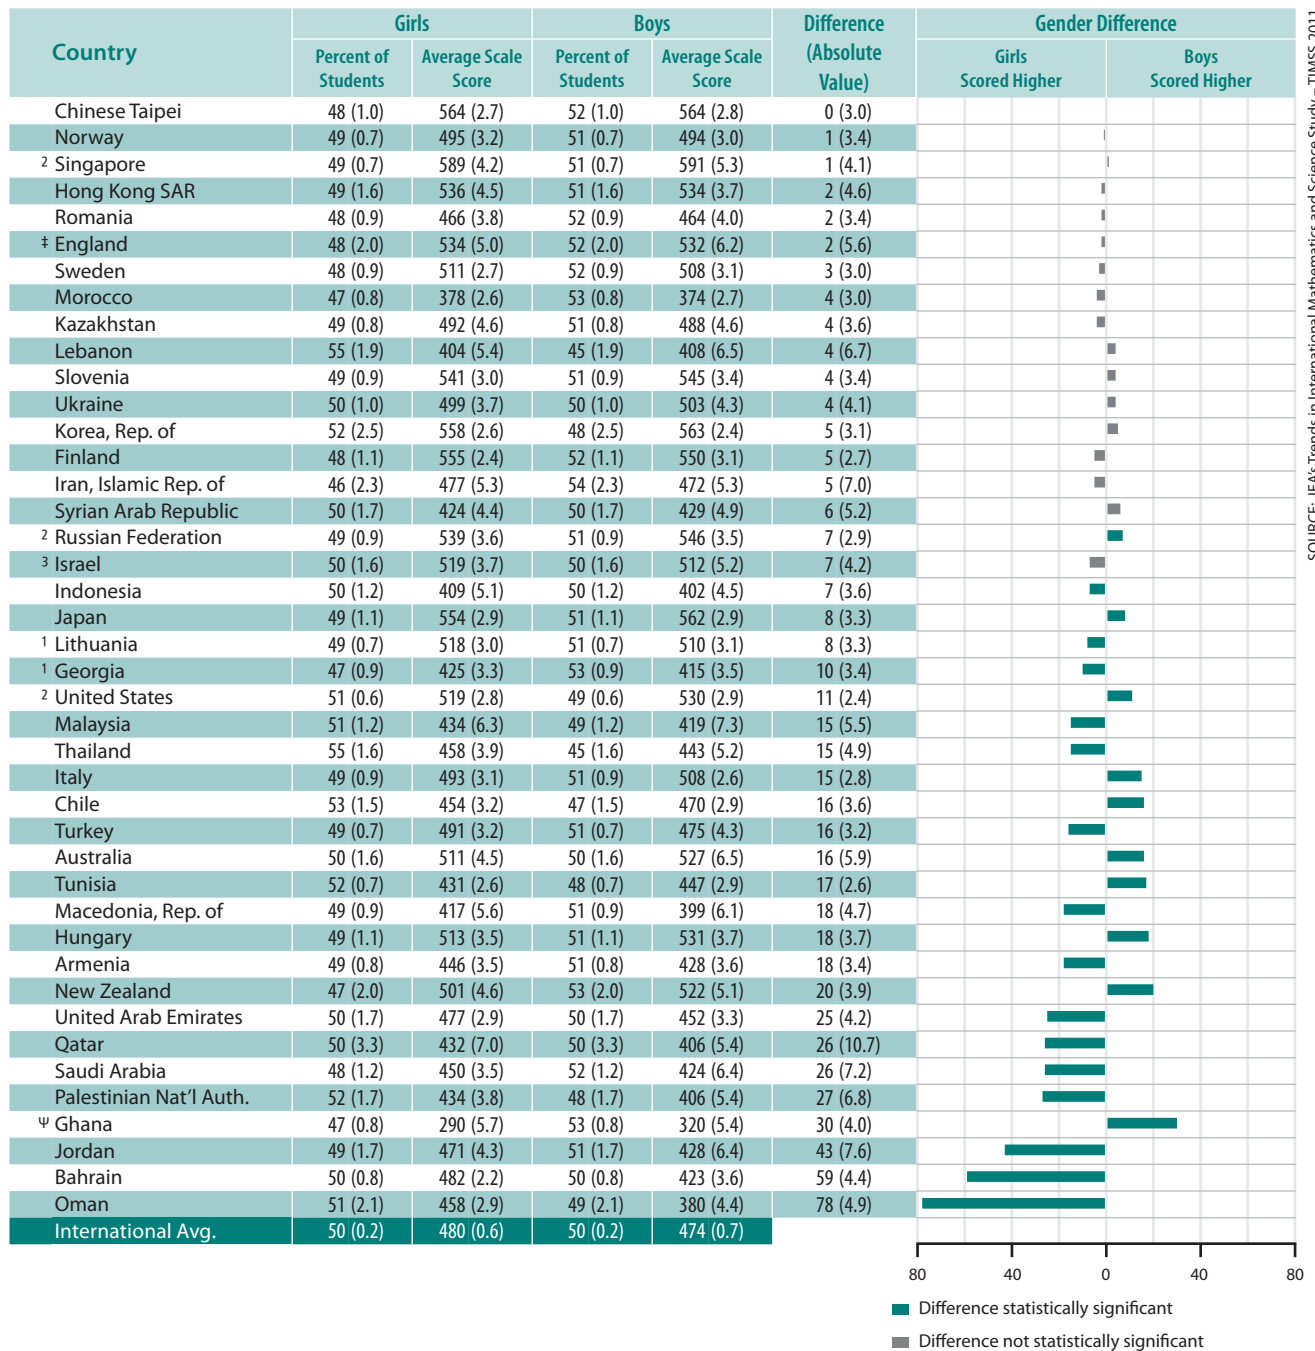 Country Girls Boys Difference (Absolute Value) Gender Difference
Percent of Students Average Scale Score Percent of Students Average Scale Score Girls Scored Higher Boys Scored Higher
Chinese Taipei 48 (1.0) 564 (2.7) 52 (1.0) 564 (2.8) 0 (3.0)
Norway 49 (0.7) 495 (3.2) 51 (0.7) 494 (3.0) 1 (3.4)
2 Singapore 49 (0.7) 589 (4.2) 51 (0.7) 591 (5.3) 1 (4.1)
Hong Kong SAR 49 (1.6) 536 (4.5) 51 (1.6) 534 (3.7) 2 (4.6)
Romania 48 (0.9) 466 (3.8) 52 (0.9) 464 (4.0) 2 (3.4)
‡ England 48 (2.0) 534 (5.0) 52 (2.0) 532 (6.2) 2 (5.6)
Sweden 48 (0.9) 511 (2.7) 52 (0.9) 508 (3.1) 3 (3.0)
Morocco 47 (0.8) 378 (2.6) 53 (0.8) 374 (2.7) 4 (3.0)
Kazakhstan 49 (0.8) 492 (4.6) 51 (0.8) 488 (4.6) 4 (3.6)
Lebanon 55 (1.9) 404 (5.4) 45 (1.9) 408 (6.5) 4 (6.7)
Slovenia 49 (0.9) 541 (3.0) 51 (0.9) 545 (3.4) 4 (3.4)
Ukraine 50 (1.0) 499 (3.7) 50 (1.0) 503 (4.3) 4 (4.1)
Korea, Rep. of 52 (2.5) 558 (2.6) 48 (2.5) 563 (2.4) 5 (3.1)
Finland 48 (1.1) 555 (2.4) 52 (1.1) 550 (3.1) 5 (2.7)
Iran, Islamic Rep. of 46 (2.3) 477 (5.3) 54 (2.3) 472 (5.3) 5 (7.0)
Syrian Arab Republic 50 (1.7) 424 (4.4) 50 (1.7) 429 (4.9) 6 (5.2)
2 Russian Federation 49 (0.9) 539 (3.6) 51 (0.9) 546 (3.5) 7 (2.9)
3 Israel 50 (1.6) 519 (3.7) 50 (1.6) 512 (5.2) 7 (4.2)
Indonesia 50 (1.2) 409 (5.1) 50 (1.2) 402 (4.5) 7 (3.6)
Japan 49 (1.1) 554 (2.9) 51 (1.1) 562 (2.9) 8 (3.3)
1 Lithuania 49 (0.7) 518 (3.0) 51 (0.7) 510 (3.1) 8 (3.3)
1 Georgia 47 (0.9) 425 (3.3) 53 (0.9) 415 (3.5) 10 (3.4)
2 United States 51 (0.6) 519 (2.8) 49 (0.6) 530 (2.9) 11 (2.4)
Malaysia 51 (1.2) 434 (6.3) 49 (1.2) 419 (7.3) 15 (5.5)
Thailand 55 (1.6) 458 (3.9) 45 (1.6) 443 (5.2) 15 (4.9)
Italy 49 (0.9) 493 (3.1) 51 (0.9) 508 (2.6) 15 (2.8)
Chile 53 (1.5) 454 (3.2) 47 (1.5) 470 (2.9) 16 (3.6)
Turkey 49 (0.7) 491 (3.2) 51 (0.7) 475 (4.3) 16 (3.2)
Australia 50 (1.6) 511 (4.5) 50 (1.6) 527 (6.5) 16 (5.9)
Tunisia 52 (0.7) 431 (2.6) 48 (0.7) 447 (2.9) 17 (2.6)
Macedonia, Rep. of 49 (0.9) 417 (5.6) 51 (0.9) 399 (6.1) 18 (4.7)
Hungary 49 (1.1) 513 (3.5) 51 (1.1) 531 (3.7) 18 (3.7)
Armenia 49 (0.8) 446 (3.5) 51 (0.8) 428 (3.6) 18 (3.4)
New Zealand 47 (2.0) 501 (4.6) 53 (2.0) 522 (5.1) 20 (3.9)
United Arab Emirates 50 (1.7) 477 (2.9) 50 (1.7) 452 (3.3) 25 (4.2)
Qatar 50 (3.3) 432 (7.0) 50 (3.3) 406 (5.4) 26 (10.7)
Saudi Arabia 48 (1.2) 450 (3.5) 52 (1.2) 424 (6.4) 26 (7.2)
Palestinian Nat’l Auth. 52 (1.7) 434 (3.8) 48 (1.7) 406 (5.4) 27 (6.8)
Ψ Ghana 47 (0.8) 290 (5.7) 53 (0.8) 320 (5.4) 30 (4.0)
Jordan 49 (1.7) 471 (4.3) 51 (1.7) 428 (6.4) 43 (7.6)
Bahrain 50 (0.8) 482 (2.2) 50 (0.8) 423 (3.6) 59 (4.4)
Oman 51 (2.1) 458 (2.9) 49 (2.1) 380 (4.4) 78 (4.9)
International Avg. 50 (0.2) 480 (0.6) 50 (0.2) 474 (0.7)
80 40 0 40 80
Difference statistically significant
Difference not statistically significant
SOURCE: IEA's Trends in International Mathematics and Science Study – TIMSS 2011